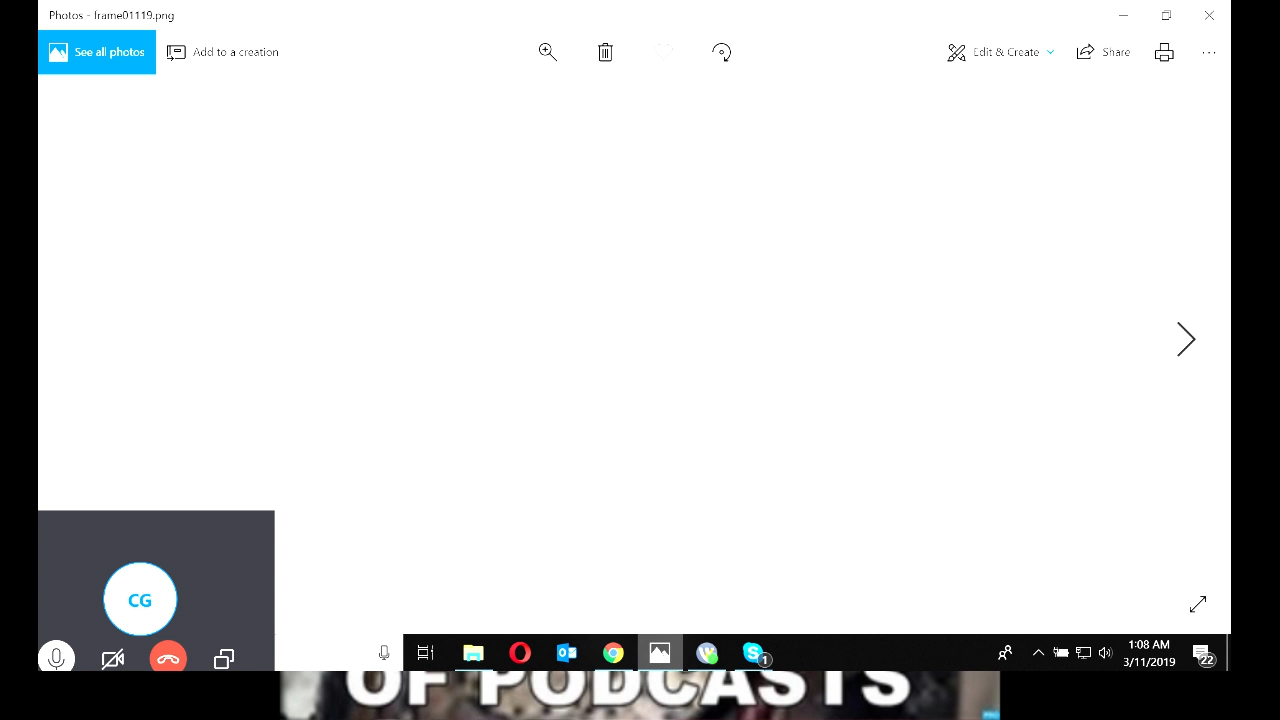 Photos - frame01119.png
See all photos
Add to a creation
Edit & Create
Share
CG
1
1:08 AM
3/11/2019
22
OF PODCASTS